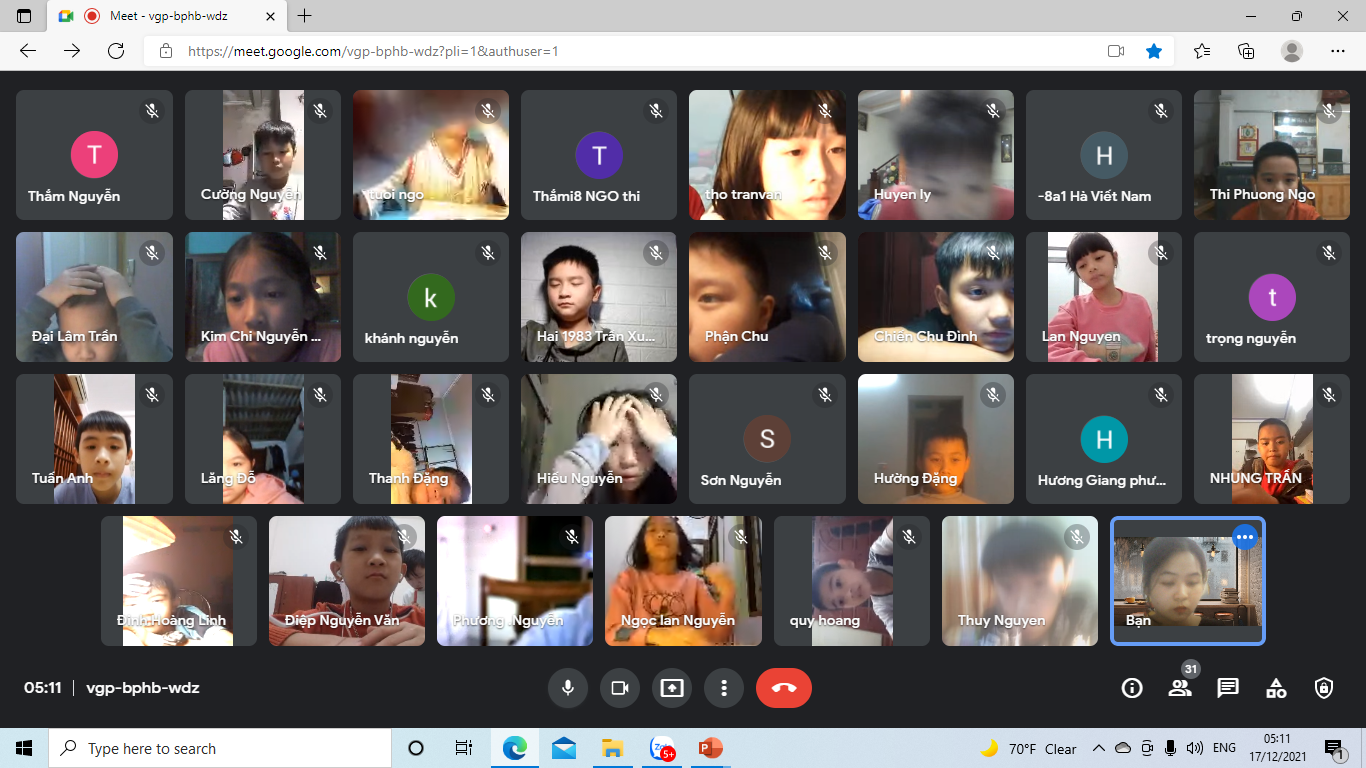 Meet - vgp-bphb-wdz
https://meet.google.com/vgp-bphb-wdz?pli=1&authuser=1
T
Thắm Nguyễn
Cường Nguyễn
tuoi ngo
T
Thắmi8 NGO thi
tho tranvan
Huyen ly
H
-8a1 Hà Viết Nam
Thi Phuong Ngo
Đại Lâm Trần
Kim Chi Nguyễn ...
k
khánh nguyễn
Hai 1983 Trần Xu...
Phận Chu
Chiến Chu Đình
Lan Nguyen
t
trọng nguyễn
Tuấn Anh
Lăng Đỗ
Thanh Đặng
Hiếu Nguyễn
S
Sơn Nguyễn
Hường Đặng
H
Hương Giang phư...
NHUNG TRẦN
Đinh Hoàng Linh
Điệp Nguyễn Văn
Phương Nguyễn
Ngọc lan Nguyễn
quy hoang
Thuy Nguyen
Bạn
05:11 | vgp-bphb-wdz
31
Type here to search
5+
70°F Clear
ENG
05:11
17/12/2021
1